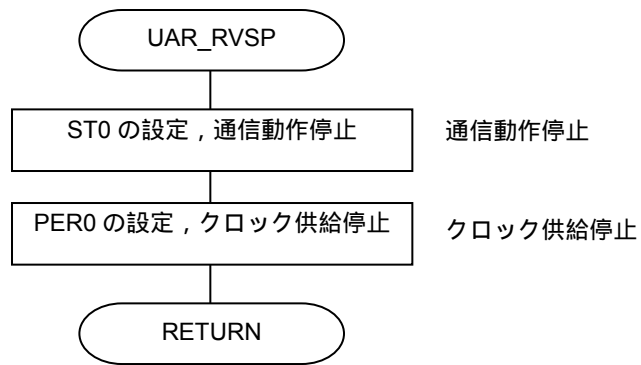 UAR_RVSP
ST0 の設定，通信動作停止
通信動作停止
PER0 の設定，クロック供給停止
クロック供給停止
RETURN